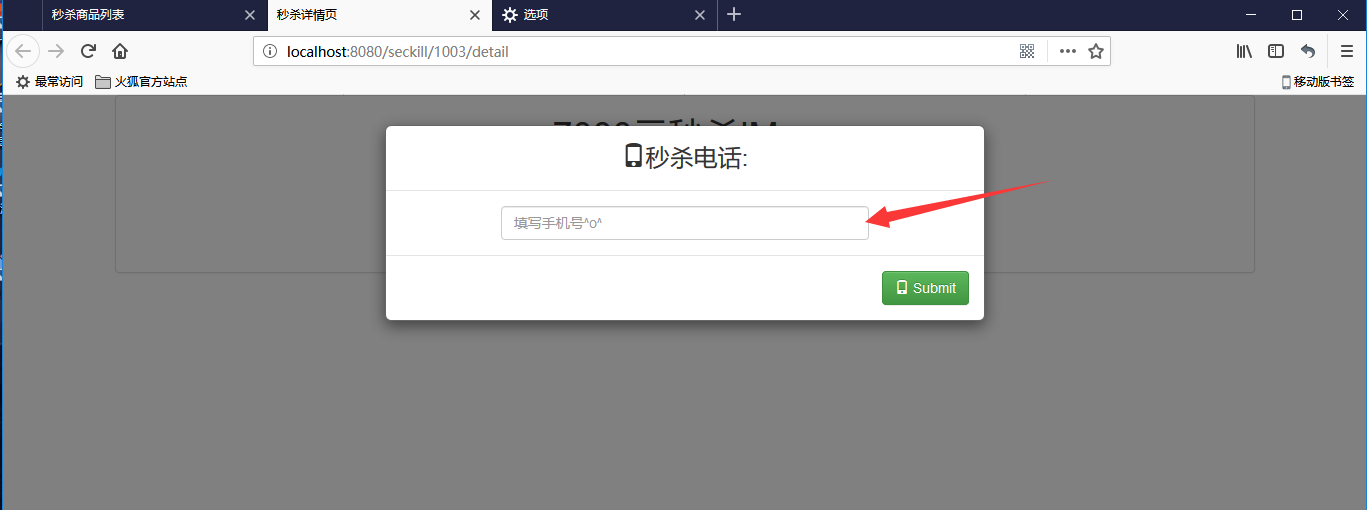 秒杀商品列表
秒杀详情页
选项
localhost:8080/seckill/1003/detail
最常访问
火狐官方站点
移动版书签
秒杀电话:
填写手机号^o^
Submit